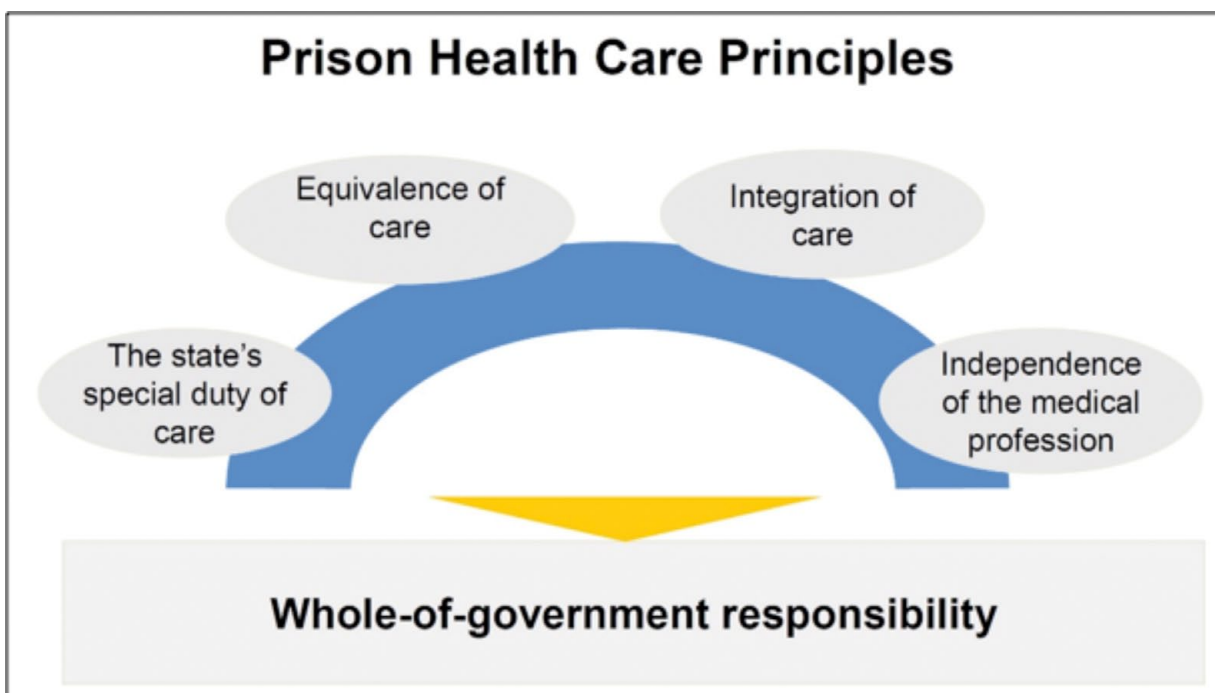 Prison Health Care Principles
Equivalence of
care
Integration of
care
The state's
special duty of
care
Independence
of the medical
profession
Whole-of-government responsibility